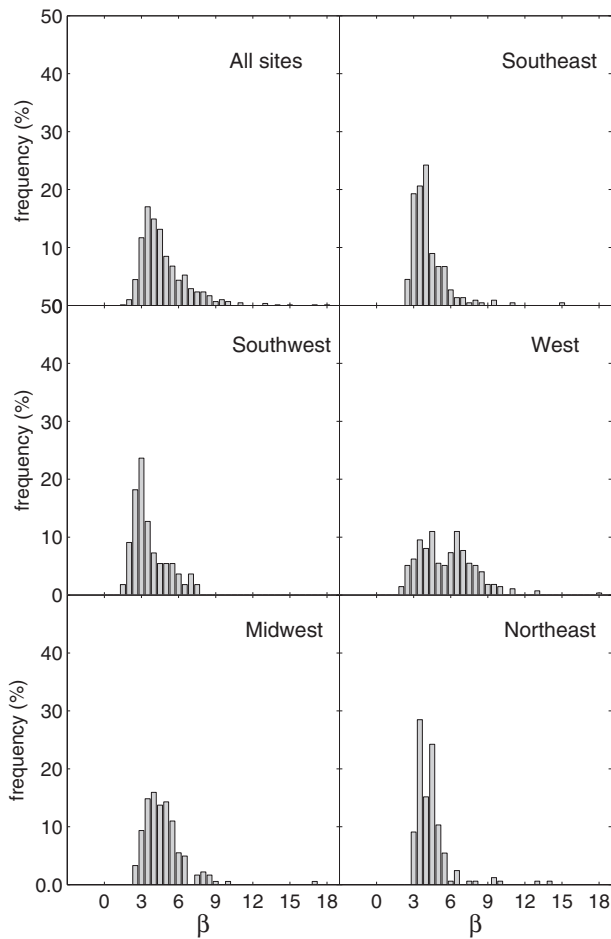 50
All sites
Southeast
40
frequency (%)
30
20
10
50
Southwest
West
40
frequency (%)
30
20
10
0
Midwest
Northeast
40
frequency (%)
30
20
10
0.0
0 3 6 9 12 15 18 0 3 6 9 12 15 18
β β